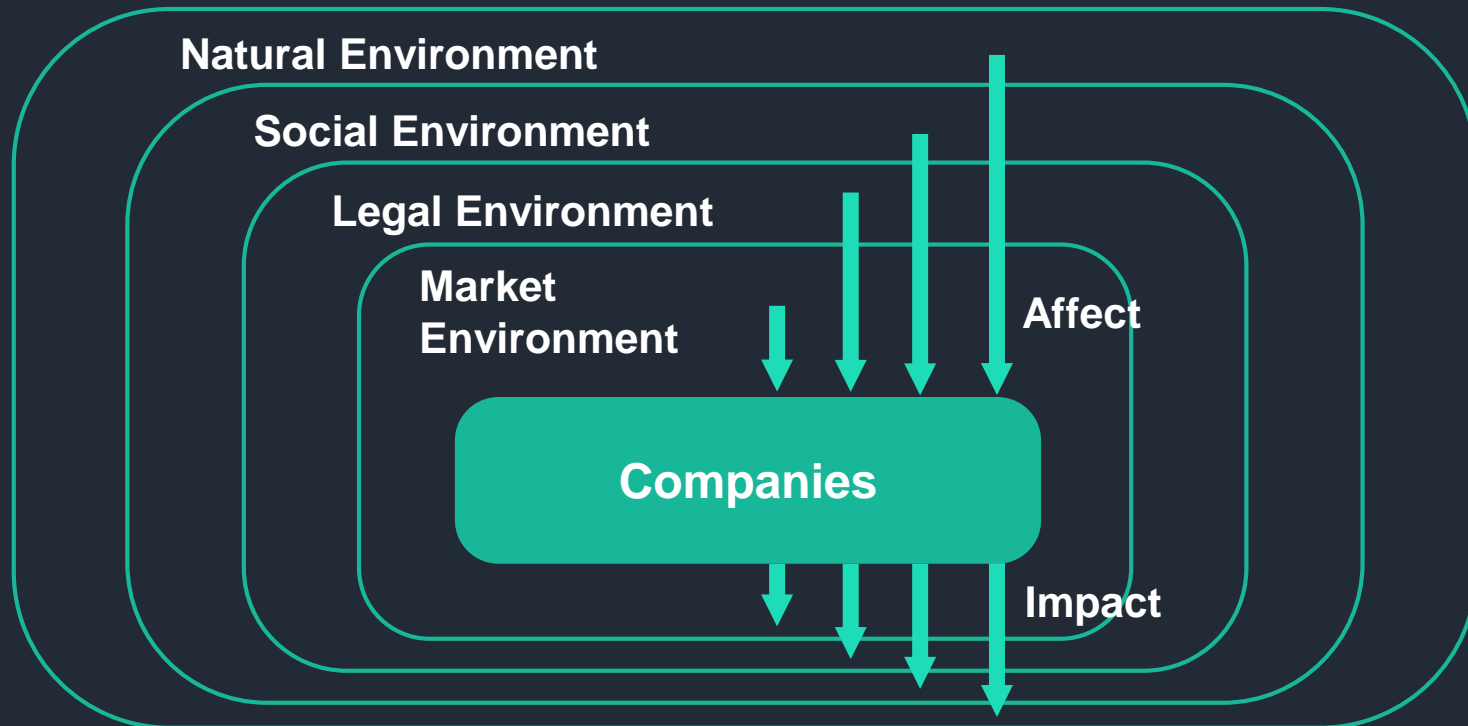 Natural Environment
Social Environment
Legal Environment
Market
Environment
Affect
Companies
Impact